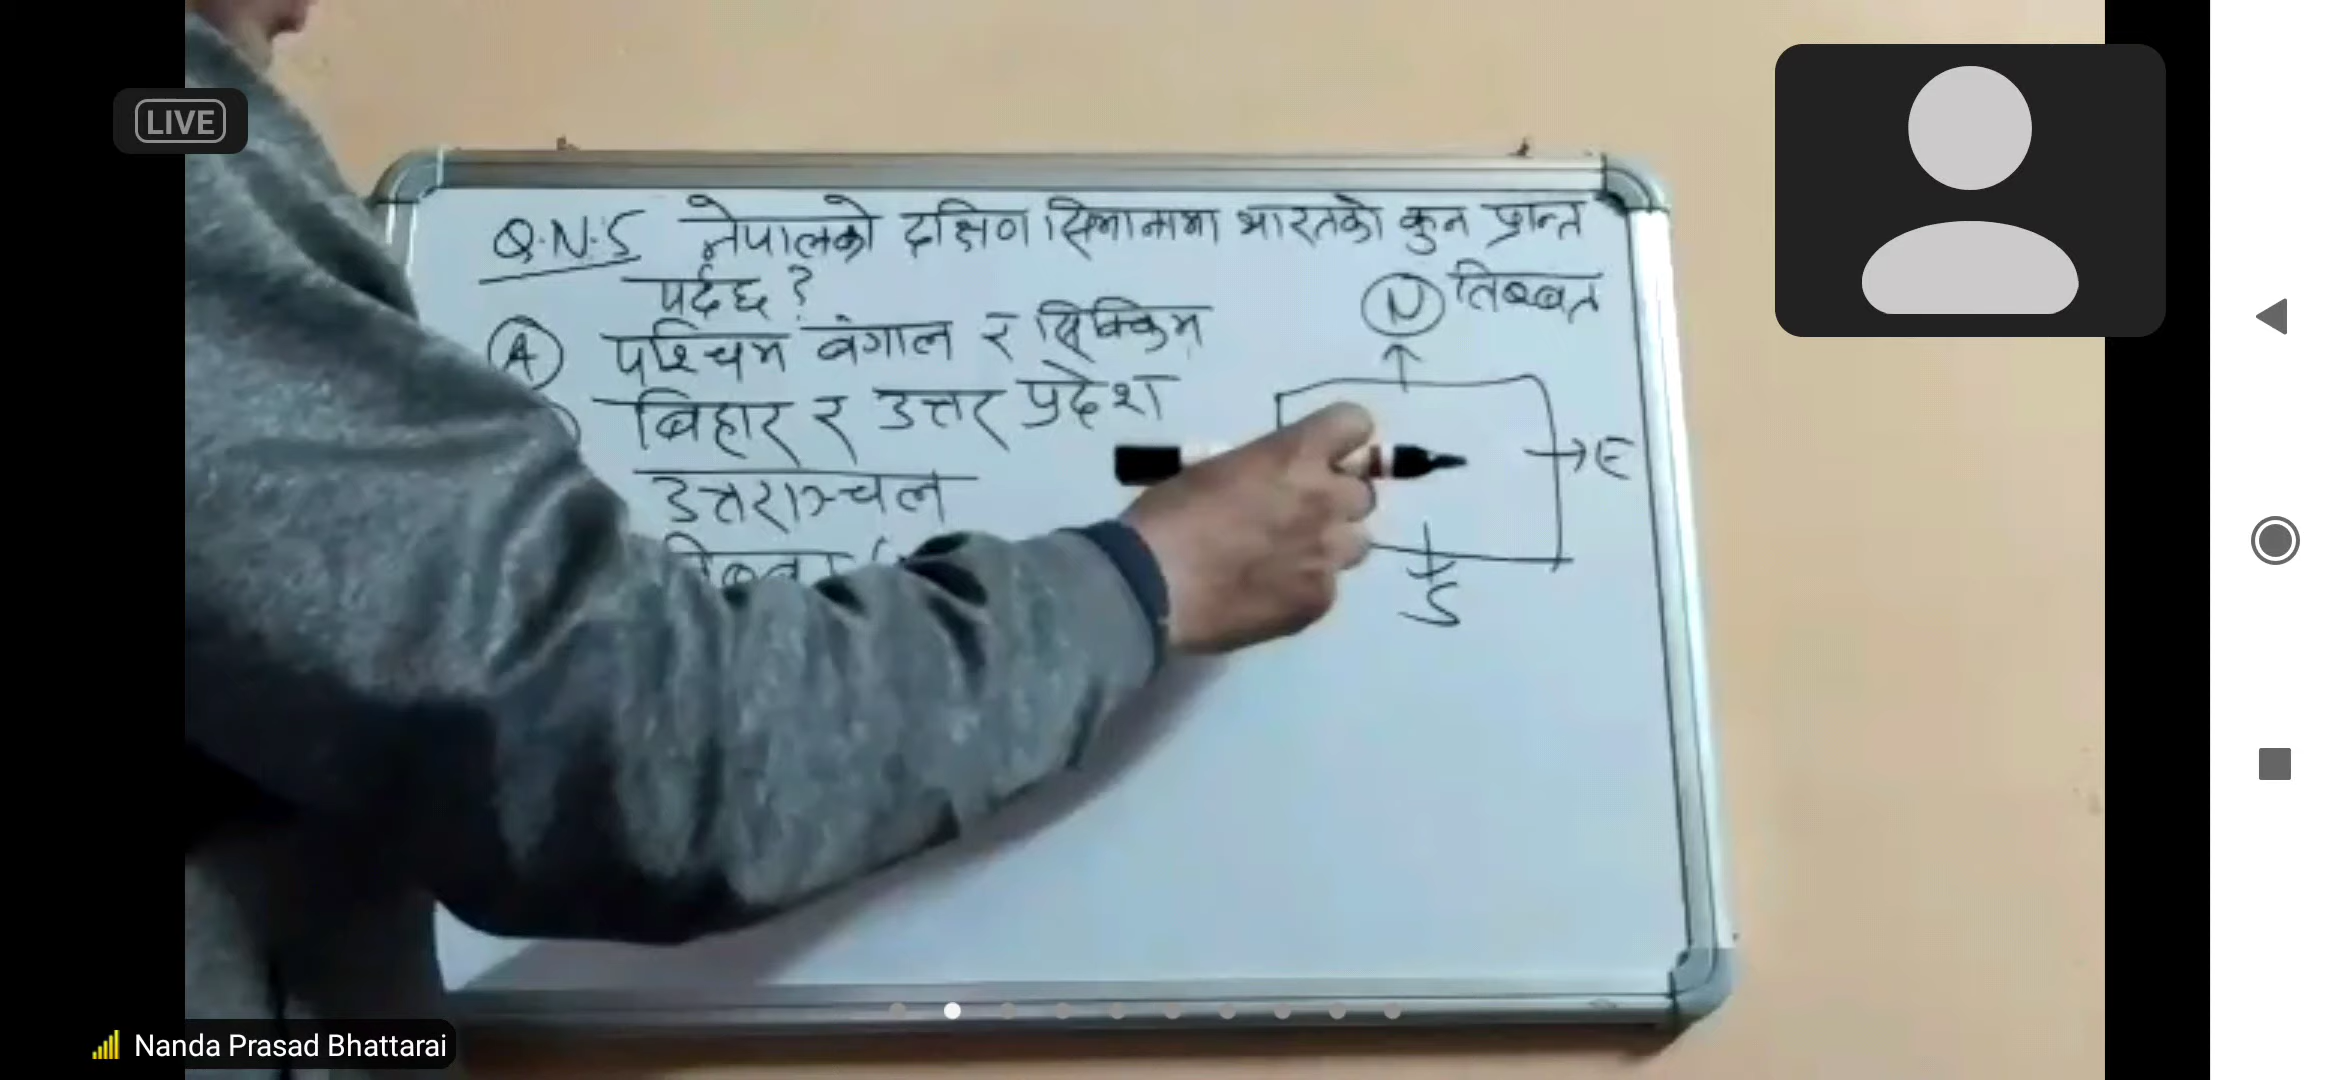 LIVE
Q.N.5 नेपालको दक्षिण सिमानामा भारतको कुन प्रान्त
पर्दछ ?
N तिब्बत
A पश्चिम बंगाल र सिक्किम
बिहार र उत्तर प्रदेश
→E
उत्तराञ्चल
S
Nanda Prasad Bhattarai